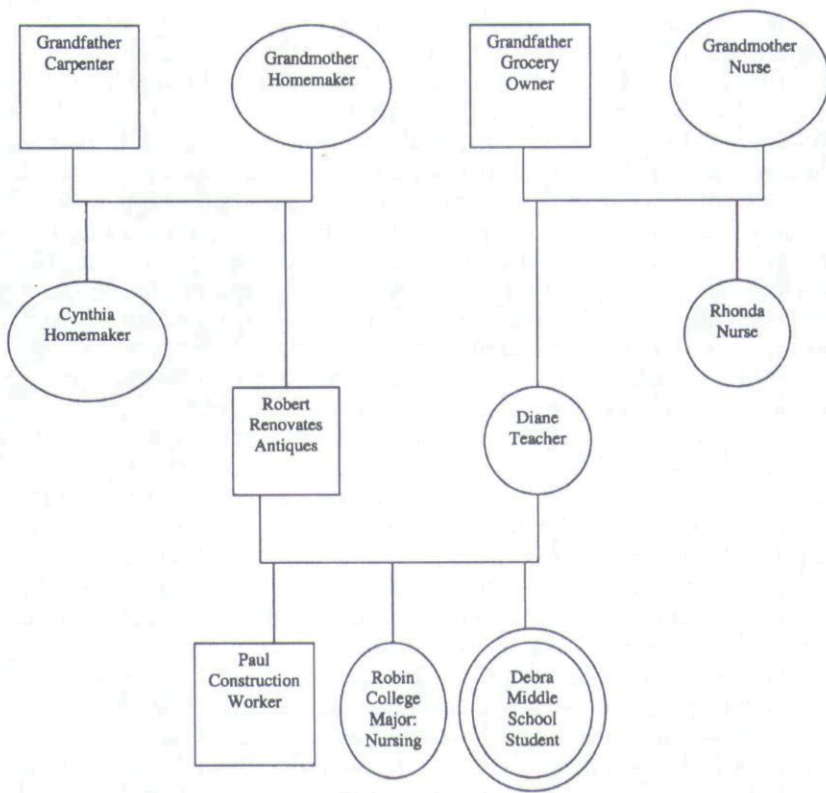 Grandfather
Carpenter
Grandmother
Homemaker
Grandfather
Grocery
Owner
Grandmother
Nurse
Cynthia
Homemaker
Rhonda
Nurse
Robert
Renovates
Antiques
Diane
Teacher
Paul
Construction
Worker
Robin
College
Major:
Nursing
Debra
Middle
School
Student